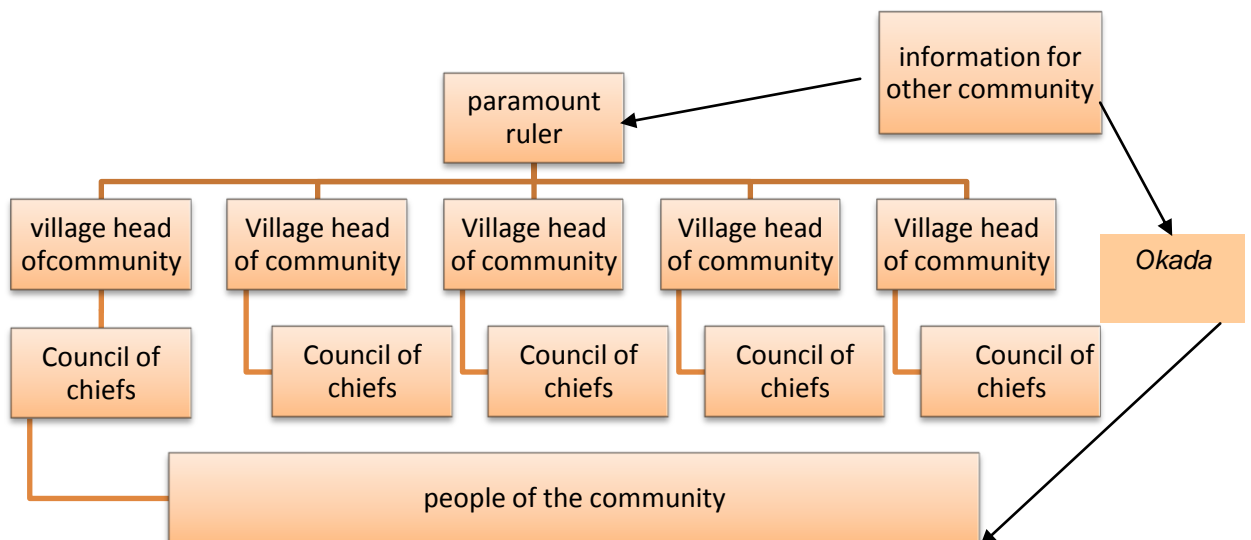 information for
other community
paramount
ruler
village head
ofcommunity
Village head
of community
Village head
of community
Village head
of community
Village head
of community
Okada
Council of
chiefs
Council of
chiefs
Council of
chiefs
Council of
chiefs
Council of
chiefs
people of the community